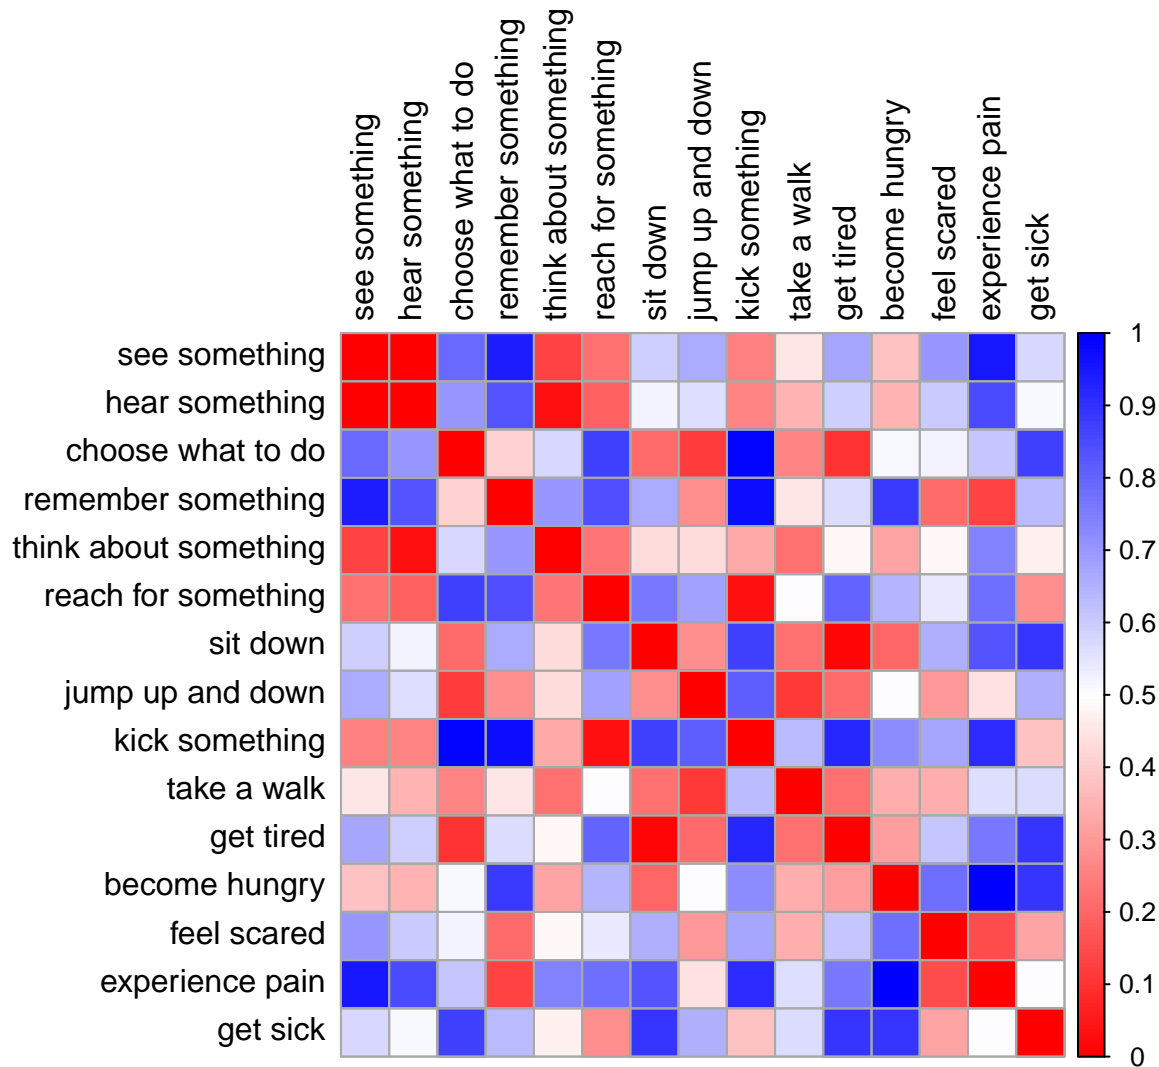 see something
hear something
choose what to do
remember something
think about something
reach for something
sit down
jump up and down
kick something
take a walk
get tired
become hungry
feel scared
experience pain
get sick
see something
hear something
choose what to do
remember something
think about something
reach for something
sit down
jump up and down
kick something
take a walk
get tired
become hungry
feel scared
experience pain
get sick
1
0.9
0.8
0.7
0.6
0.5
0.4
0.3
0.2
0.1
0